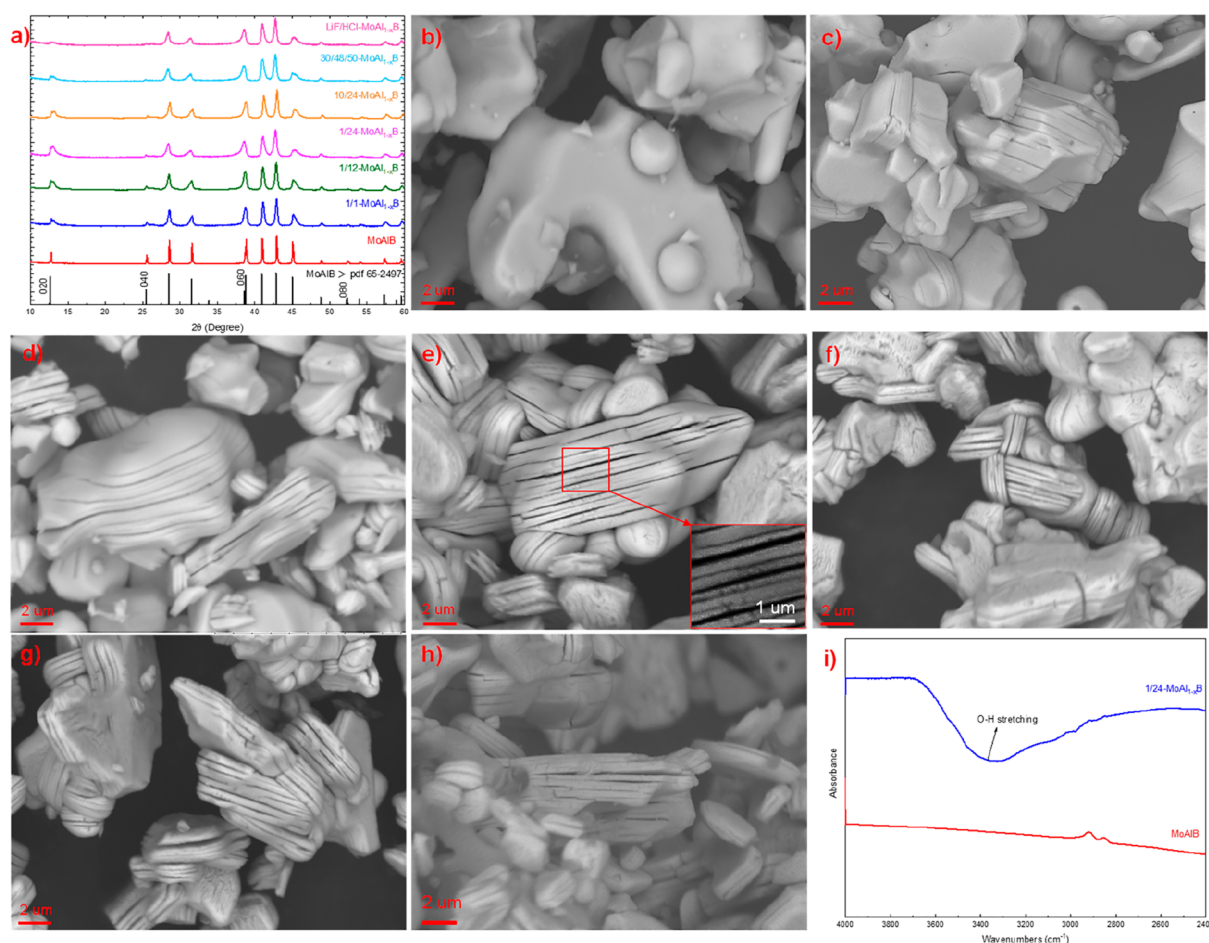 a)
LiF/HCl-MoAl1-xB
30/48/50-MoAl1-xB
10/24-MoAl1-xB
1/24-MoAl1-xB
1/12-MoAl1-xB
1/1-MoAl1-xB
MoAlB
MoAlB > pdf 65-2497
020
040
060
080
10 15 20 25 30 35 40 45 50 55 60
2θ (Degree)
b)
2 um
c)
2 um
d)
2 um
e)
2 um
1 um
f)
2 um
g)
2 um
h)
2 um
i)
1/24-MoAl1-xB
O-H stretching
MoAlB
Absorbance
4000 3800 3600 3400 3200 3000 2800 2600 240
Wavenumbers (cm-1)